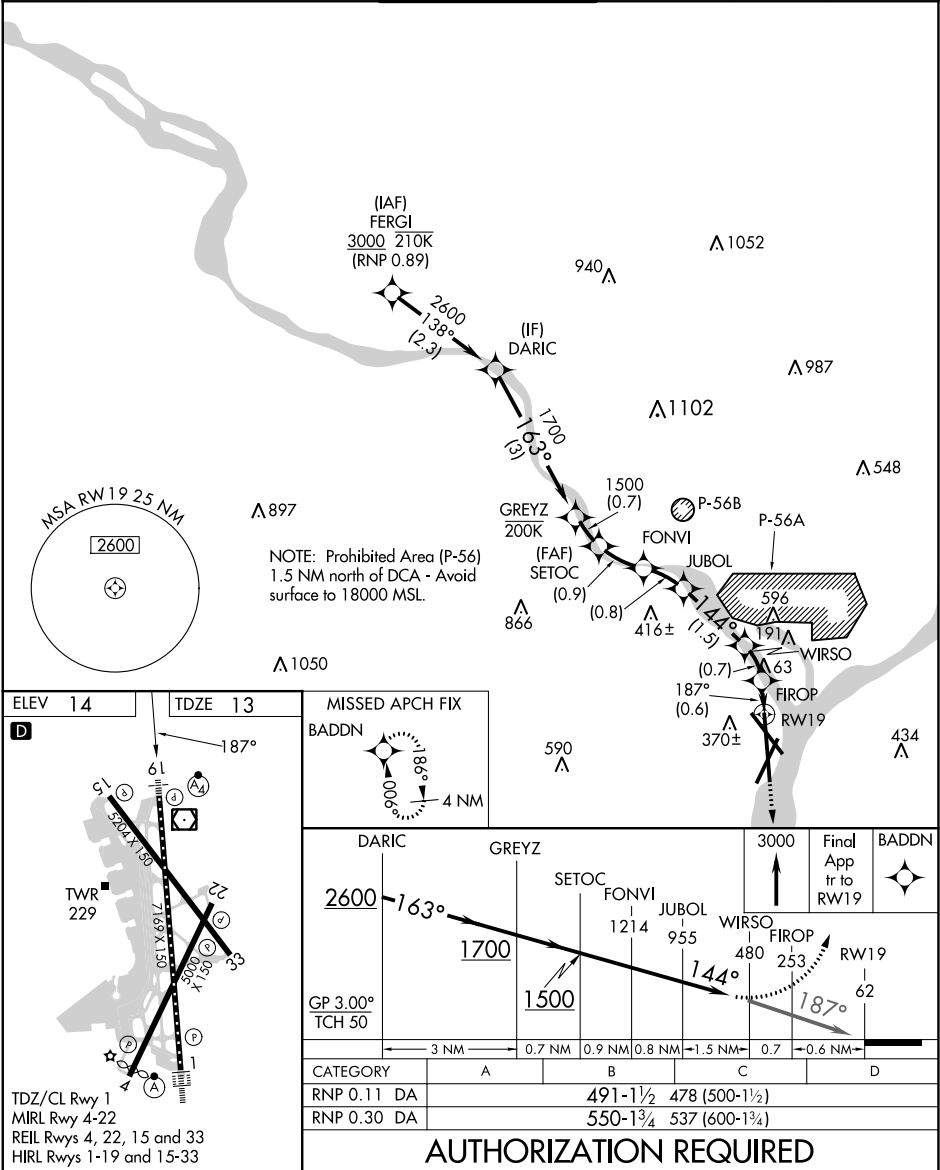 (IAF)
FERGI
3000 210K
(RNP 0.89)
2600
138°
(2.3)
(IF)
DARIC
940
1052
987
1102
548
1700
163°
(3)
GREYZ
200K
1500
(0.7)
P-56B
P-56A
(FAF)
SETOC
(0.9)
FONVI
(0.8)
JUBOL
144°
(1.5)
596
191
WIRSO
(0.7)
63
FIROP
187°
(0.6)
RW19
416±
370±
434
866
590
897
1050
MSA RW19 25 NM
2600
NOTE: Prohibited Area (P-56)
1.5 NM north of DCA - Avoid
surface to 18000 MSL.
ELEV 14
TDZE 13
D
187°
19
15
P
P
A4
5204 X 150
TWR
229
7169 X 150
22
P
P
5000
X 150
33
P
P
4
A
1
TDZ/CL Rwy 1
MIRL Rwy 4-22
REIL Rwys 4, 22, 15 and 33
HIRL Rwys 1-19 and 15-33
MISSED APCH FIX
BADDN
186°
006°
4 NM
3000
Final
App
tr to
RW19
BADDN
DARIC
GREYZ
SETOC
FONVI
1214
JUBOL
955
WIRSO
480
FIROP
253
RW19
62
2600
163°
1700
1500
144°
187°
GP 3.00°
TCH 50
3 NM 0.7 NM 0.9 NM 0.8 NM 1.5 NM 0.7 0.6 NM
CATEGORY A B C D
RNP 0.11 DA 491-1½ 478 (500-1½)
RNP 0.30 DA 550-1¾ 537 (600-1¾)
AUTHORIZATION REQUIRED